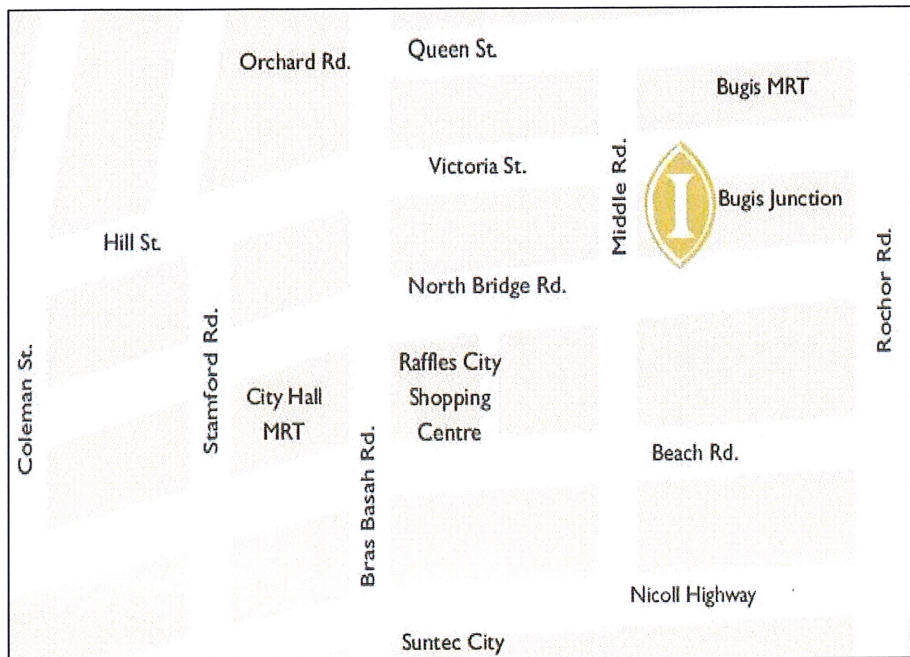 Queen St.
Orchard Rd.
Bugis MRT
Victoria St.
Middle Rd.
I
Bugis Junction
Hill St.
North Bridge Rd.
Rochor Rd.
Coleman St.
Stamford Rd.
Raffles City
Shopping
Centre
City Hall
MRT
Bras Basah Rd.
Beach Rd.
Nicoll Highway
Suntec City